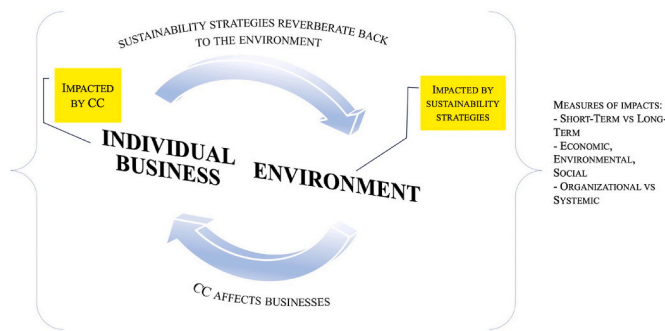 SUSTAINABILITY STRATEGIES REVERBERATE BACK
TO THE ENVIRONMENT
IMPACTED
BY CC
IMPACTED BY
SUSTAINABILITY
STRATEGIES
INDIVIDUAL
BUSINESS
ENVIRONMENT
CC AFFECTS BUSINESSES
MEASURES OF IMPACTS:
- SHORT-TERM VS LONG-
TERM
- ECONOMIC,
ENVIRONMENTAL,
SOCIAL
- ORGANIZATIONAL VS
SYSTEMIC